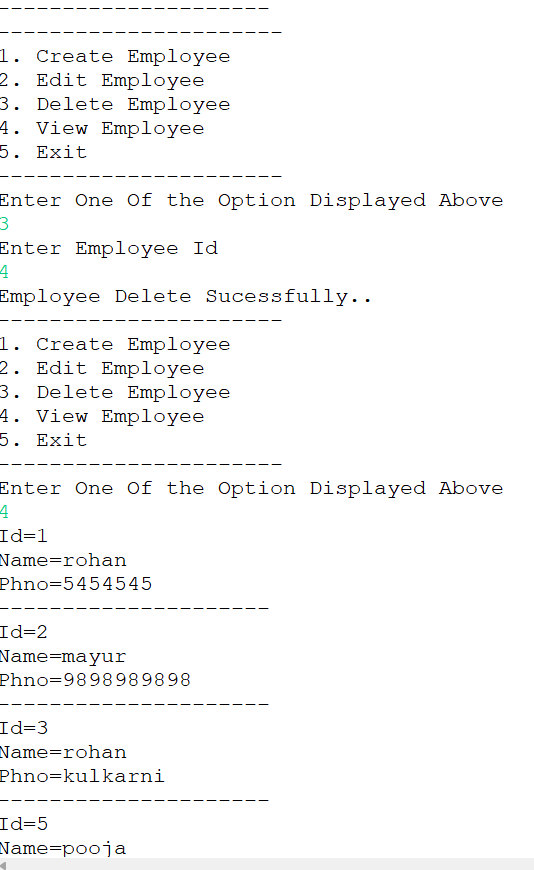 ---------------------
----------------------
1. Create Employee
2. Edit Employee
3. Delete Employee
4. View Employee
5. Exit
----------------------
Enter One Of the Option Displayed Above
3
Enter Employee Id
4
Employee Delete Sucessfully..
----------------------
1. Create Employee
2. Edit Employee
3. Delete Employee
4. View Employee
5. Exit
----------------------
Enter One Of the Option Displayed Above
4
Id=1
Name=rohan
Phno=5454545
---------------------
Id=2
Name=mayur
Phno=9898989898
---------------------
Id=3
Name=rohan
Phno=kulkarni
---------------------
Id=5
Name=pooja